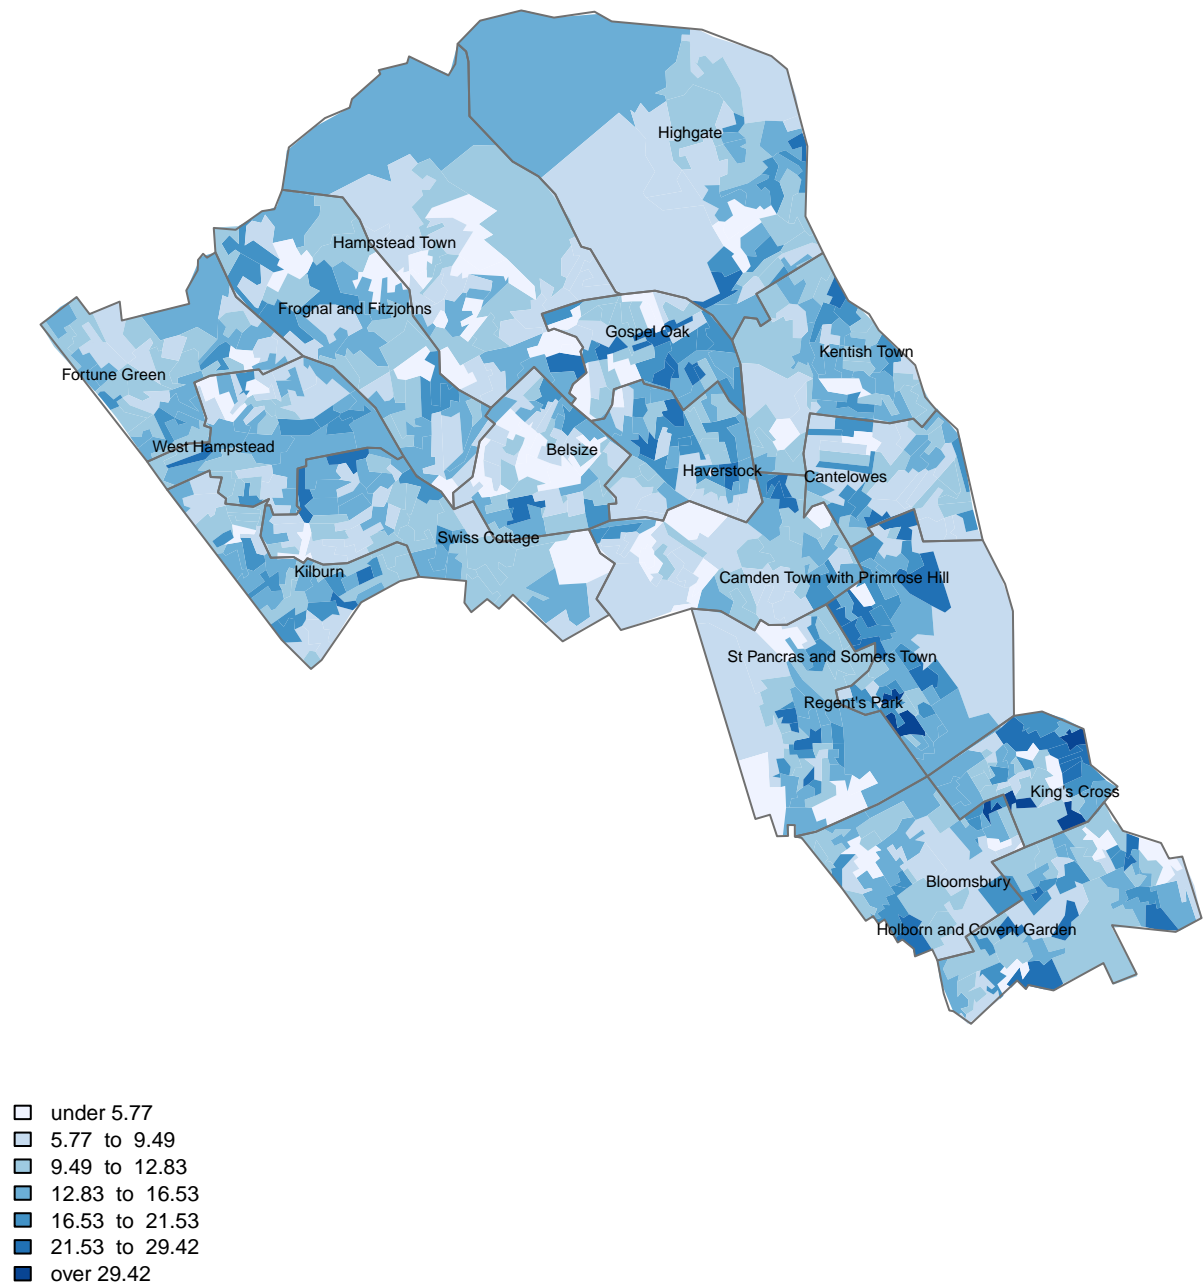 Highgate
Hampstead Town
Frognal and Fitzjohns
Gospel Oak
Kentish Town
Fortune Green
West Hampstead
Belsize
Haverstock
Cantelowes
Swiss Cottage
Kilburn
Camden Town with Primrose Hill
St Pancras and Somers Town
Regent's Park
King's Cross
Bloomsbury
Holborn and Covent Garden
under 5.77
5.77 to 9.49
9.49 to 12.83
12.83 to 16.53
16.53 to 21.53
21.53 to 29.42
over 29.42